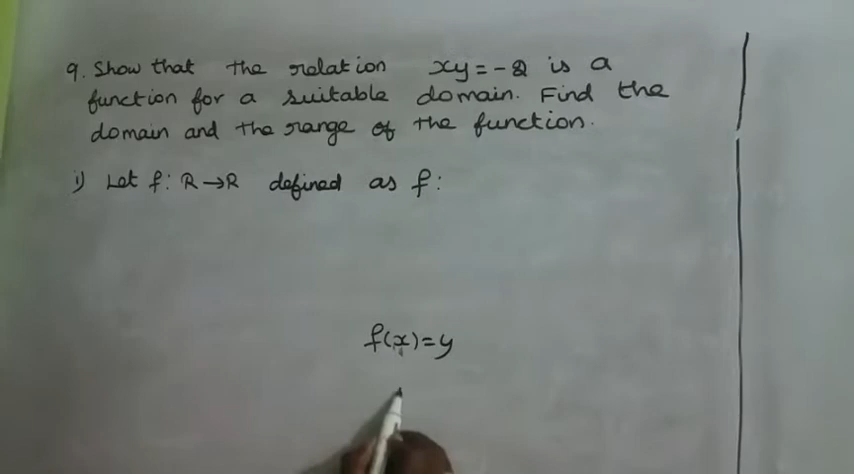 9. Show that the relation xy = -2 is a
function for a suitable domain. Find the
domain and the range of the function.
i) Let f: R→R defined as f:
f(x)=y